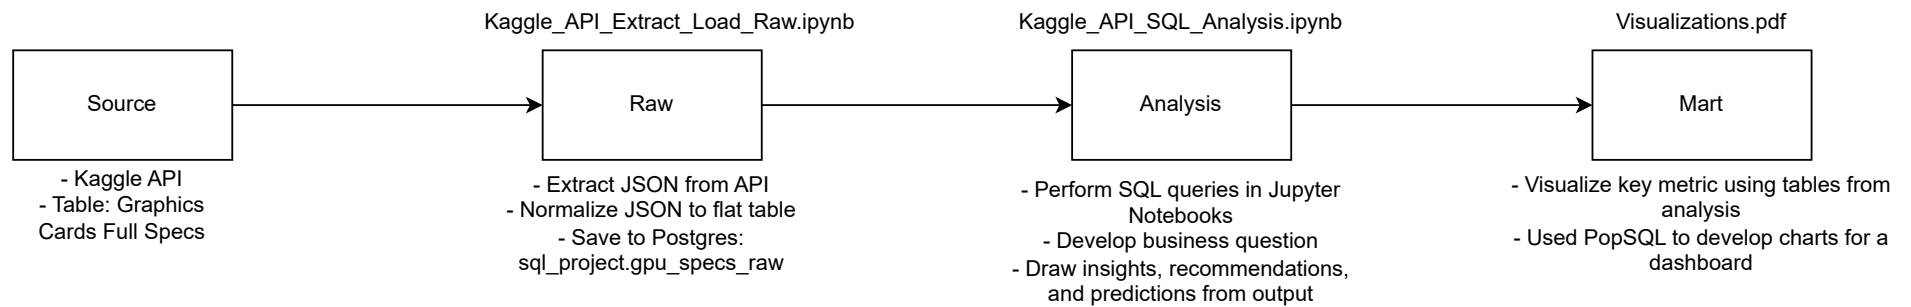 Kaggle_API_Extract_Load_Raw.ipynb
Kaggle_API_SQL_Analysis.ipynb
Visualizations.pdf
Source
Raw
Analysis
Mart
- Kaggle API
- Table: Graphics
Cards Full Specs
- Extract JSON from API
- Normalize JSON to flat table
- Save to Postgres:
sql_project.gpu_specs_raw
- Perform SQL queries in Jupyter
Notebooks
- Develop business question
- Draw insights, recommendations,
and predictions from output
- Visualize key metric using tables from
analysis
- Used PopSQL to develop charts for a
dashboard